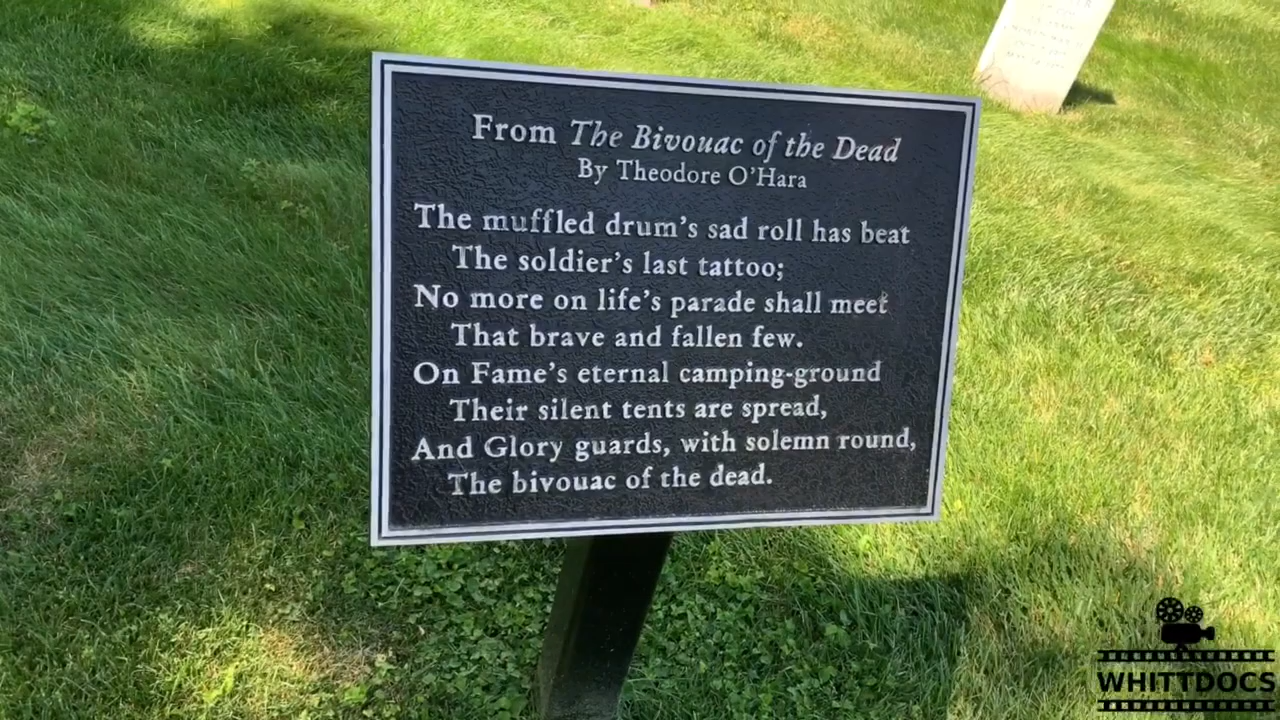 From The Bivouac of the Dead
By Theodore O'Hara
The muffled drum's sad roll has beat
The soldier's last tattoo;
No more on life's parade shall meet
That brave and fallen few.
On Fame's eternal camping-ground
Their silent tents are spread,
And Glory guards, with solemn round,
The bivouac of the dead.
WHITTDOCS